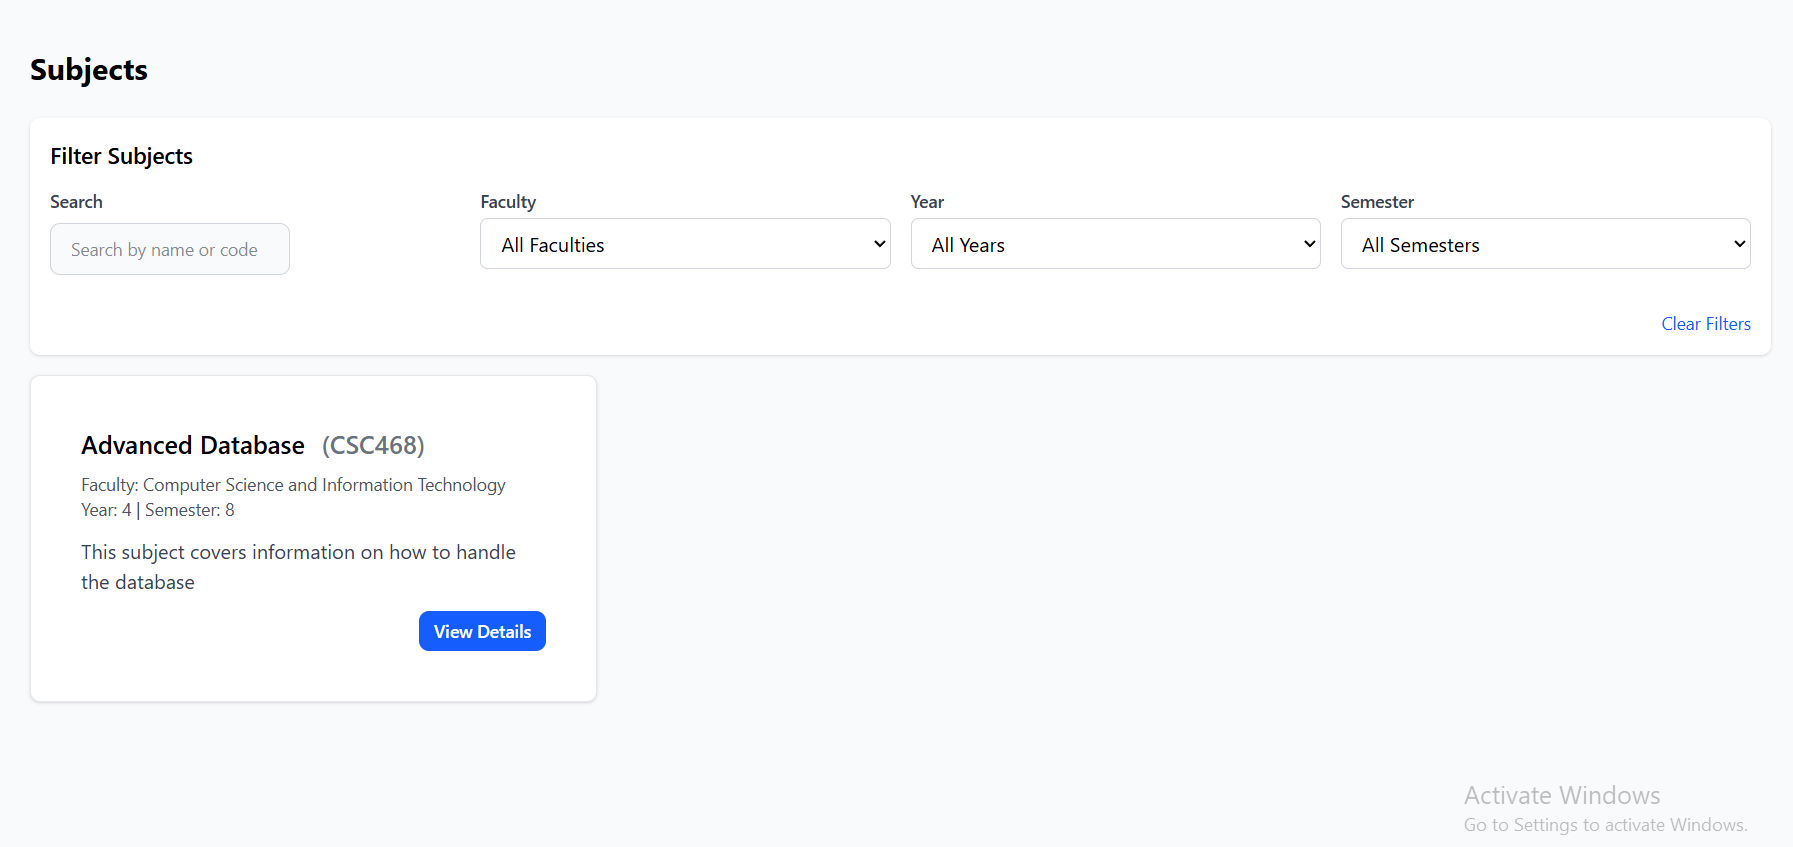 Subjects
Filter Subjects
Search
Faculty
Year
Semester
Search by name or code
All Faculties
All Years
All Semesters
Clear Filters
Advanced Database (CSC468)
Faculty: Computer Science and Information Technology
Year: 4 | Semester: 8
This subject covers information on how to handle
the database
View Details
Activate Windows
Go to Settings to activate Windows.